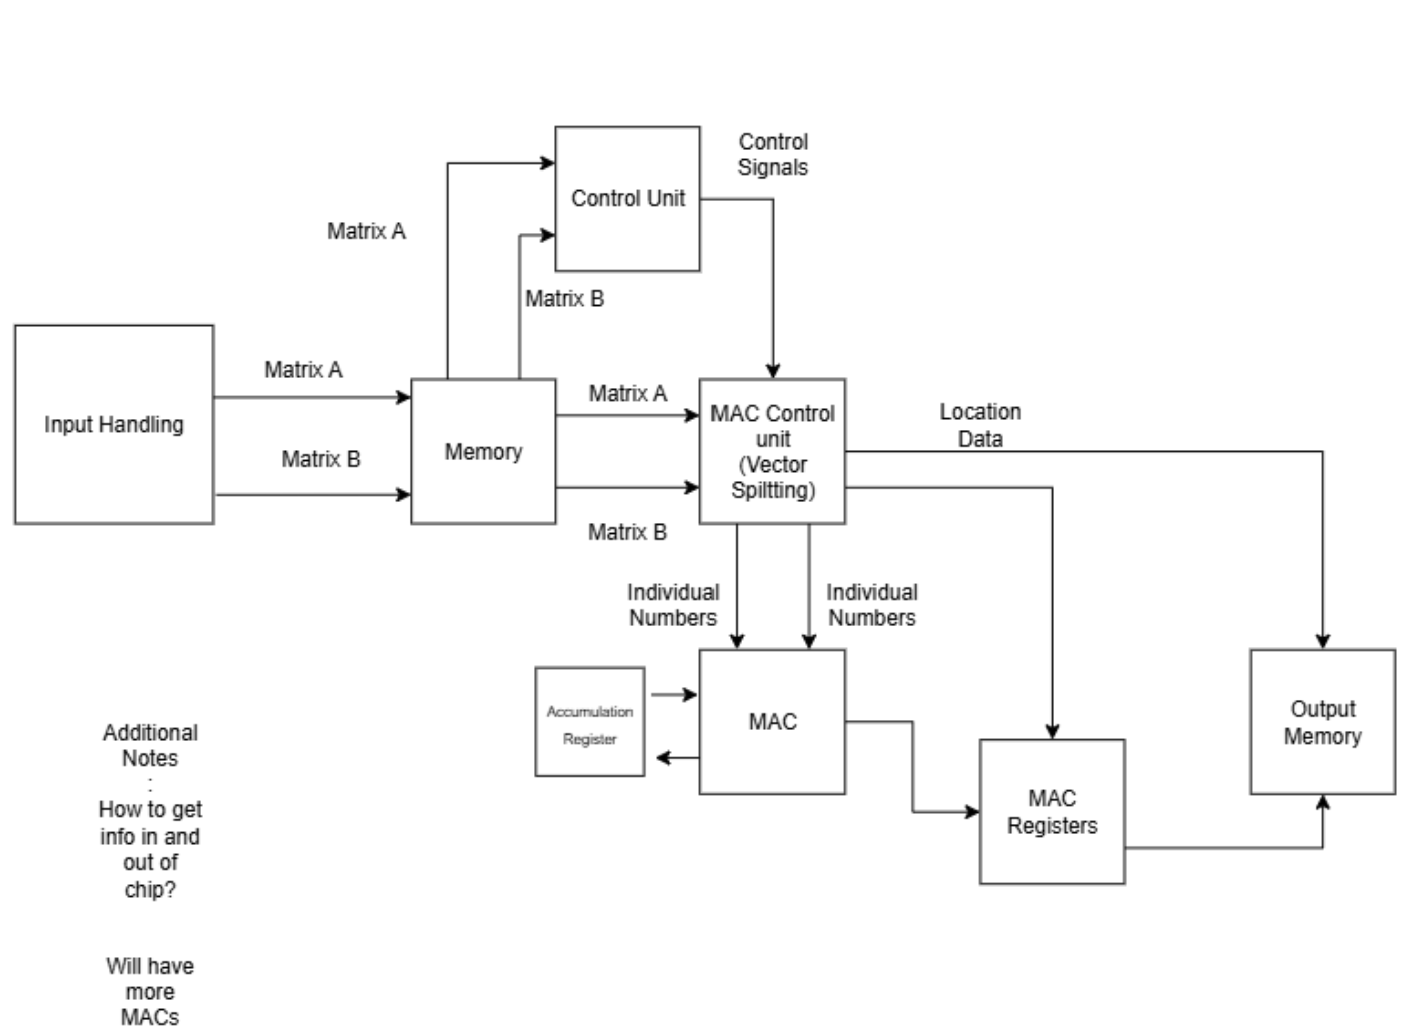 Control
Signals
Control Unit
Matrix A
Matrix B
Input Handling
Matrix A
Matrix B
Memory
Matrix A
Matrix B
MAC Control
unit
(Vector
Spiltting)
Location
Data
Individual
Numbers
Individual
Numbers
Accumulation
Register
MAC
MAC
Registers
Output
Memory
Additional
Notes
:
How to get
info in and
out of
chip?
Will have
more
MACs